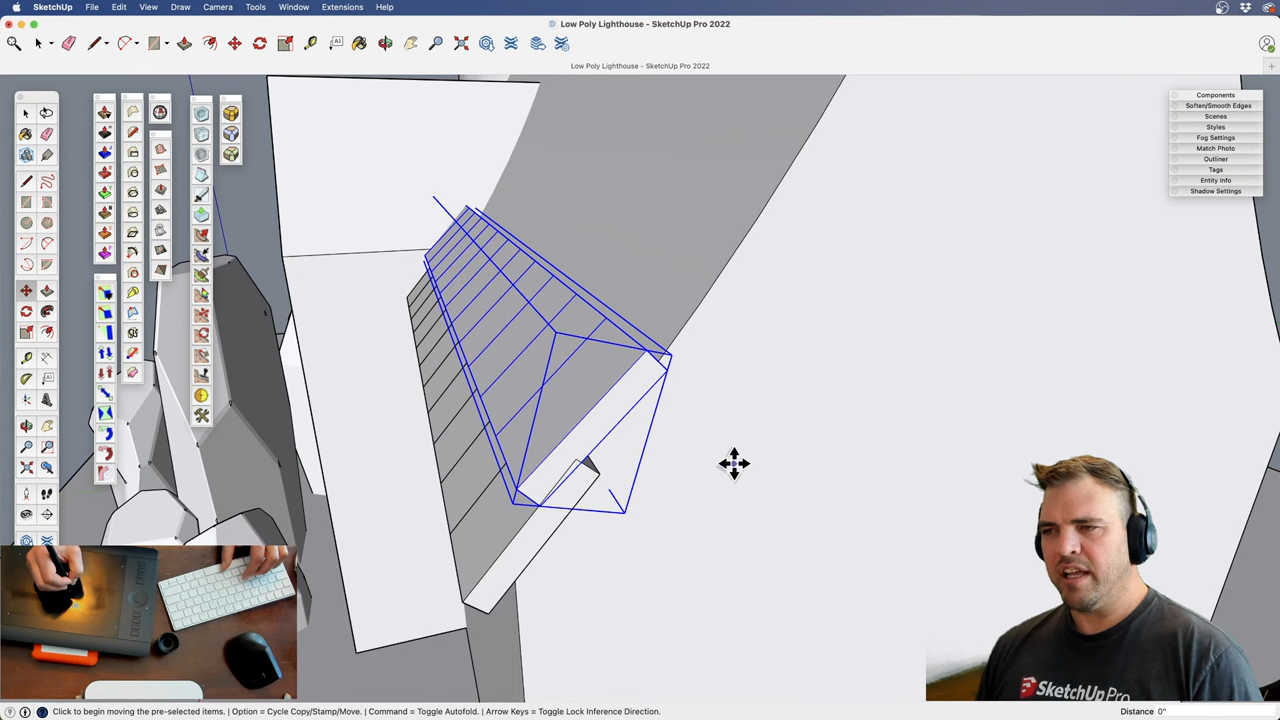 SketchUp File Edit View Draw Camera Tools Window Extensions Help
Low Poly Lighthouse - SketchUp Pro 2022
Low Poly Lighthouse - SketchUp Pro 2022
Components
Soften/Smooth Edges
Scenes
Styles
Fog Settings
Match Photo
Outliner
Tags
Entity Info
Shadow Settings
SketchUp Pro
Click to begin moving the pre-selected items. | Option = Cycle Copy/Stamp/Move. | Command = Toggle Autofold. | Arrow Keys = Toggle Lock Inference Direction.
Distance 0"